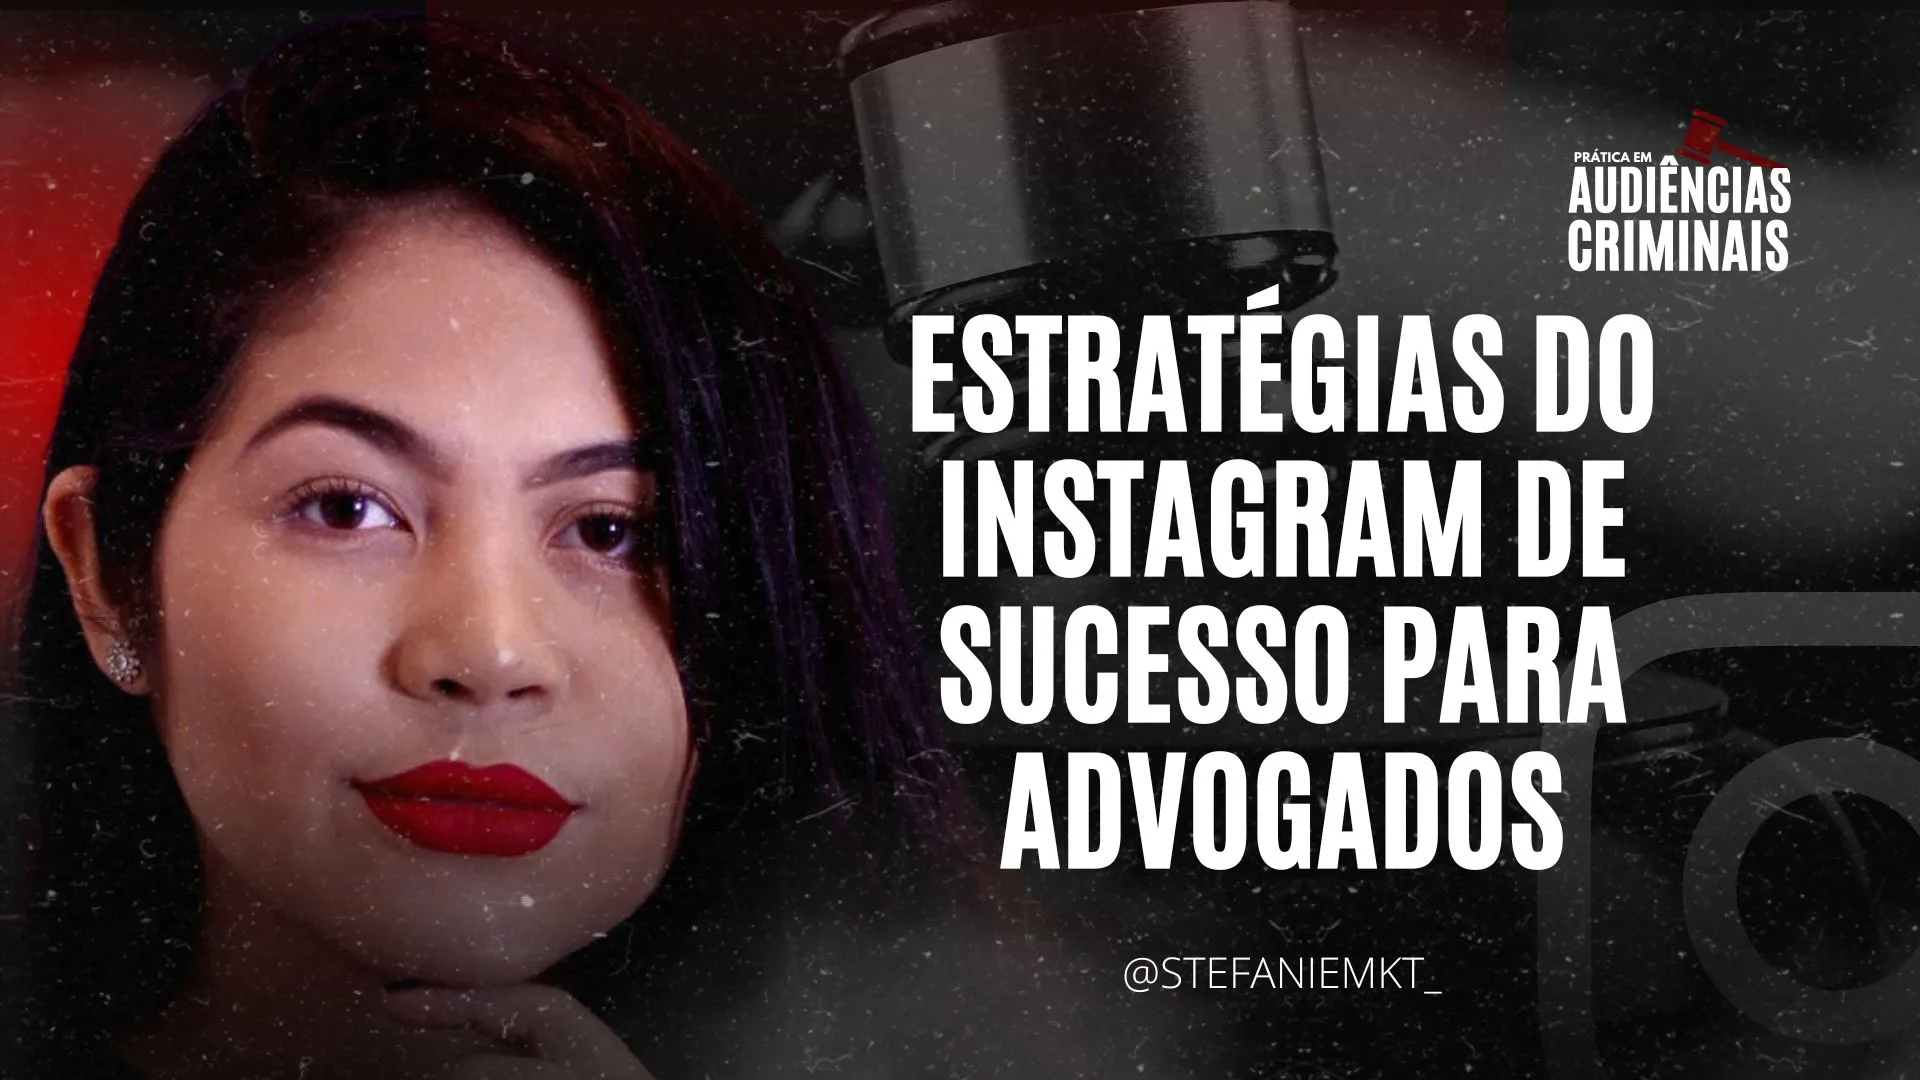 PRÁTICA EM
AUDIÊNCIAS
CRIMINAIS
ESTRATÉGIAS DO
INSTAGRAM DE
SUCESSO PARA
ADVOGADOS
@STEFANIEMKT_